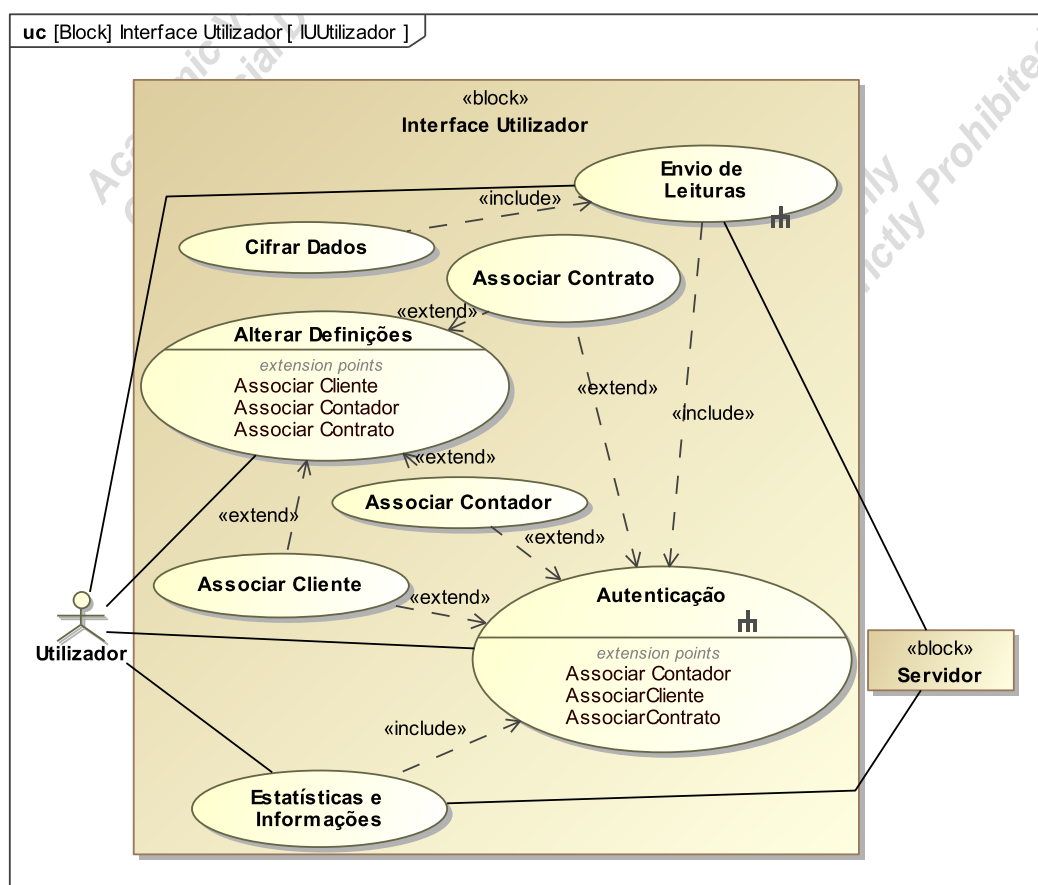 uc [Block] Interface Utilizador [ IUUtilizador ]
«block»
Interface Utilizador
Envio de
Leituras
«include»
Cifrar Dados
Associar Contrato
«extend»
Alterar Definições
extension points
Associar Cliente
Associar Contador
Associar Contrato
«extend»
«include»
«extend»
Associar Contador
«extend»
«extend»
Associar Cliente
«extend»
Autenticação
extension points
Associar Contador
AssociarCliente
AssociarContrato
Utilizador
«block»
Servidor
«include»
Estatísticas e
Informações